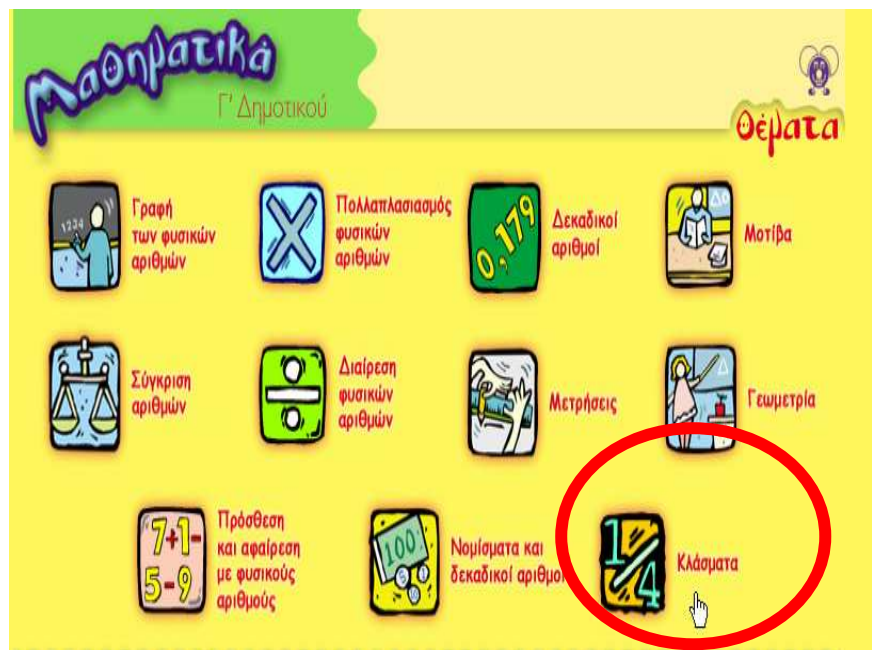 Μαθηματικά
Γ' Δημοτικού
Θέματα
1234
Γραφή
των φυσικών
αριθμών
Πολλαπλασιασμός
φυσικών
αριθμών
0,179
Δεκαδικοί
αριθμοί
Μοτίβα
Σύγκριση
αριθμών
Διαίρεση
φυσικών
αριθμών
Μετρήσεις
Γεωμετρία
7+1-
5-9
Πρόσθεση
και αφαίρεση
με φυσικούς
αριθμούς
100
Νομίσματα και
δεκαδικοί αριθμοί
1/4
Κλάσματα